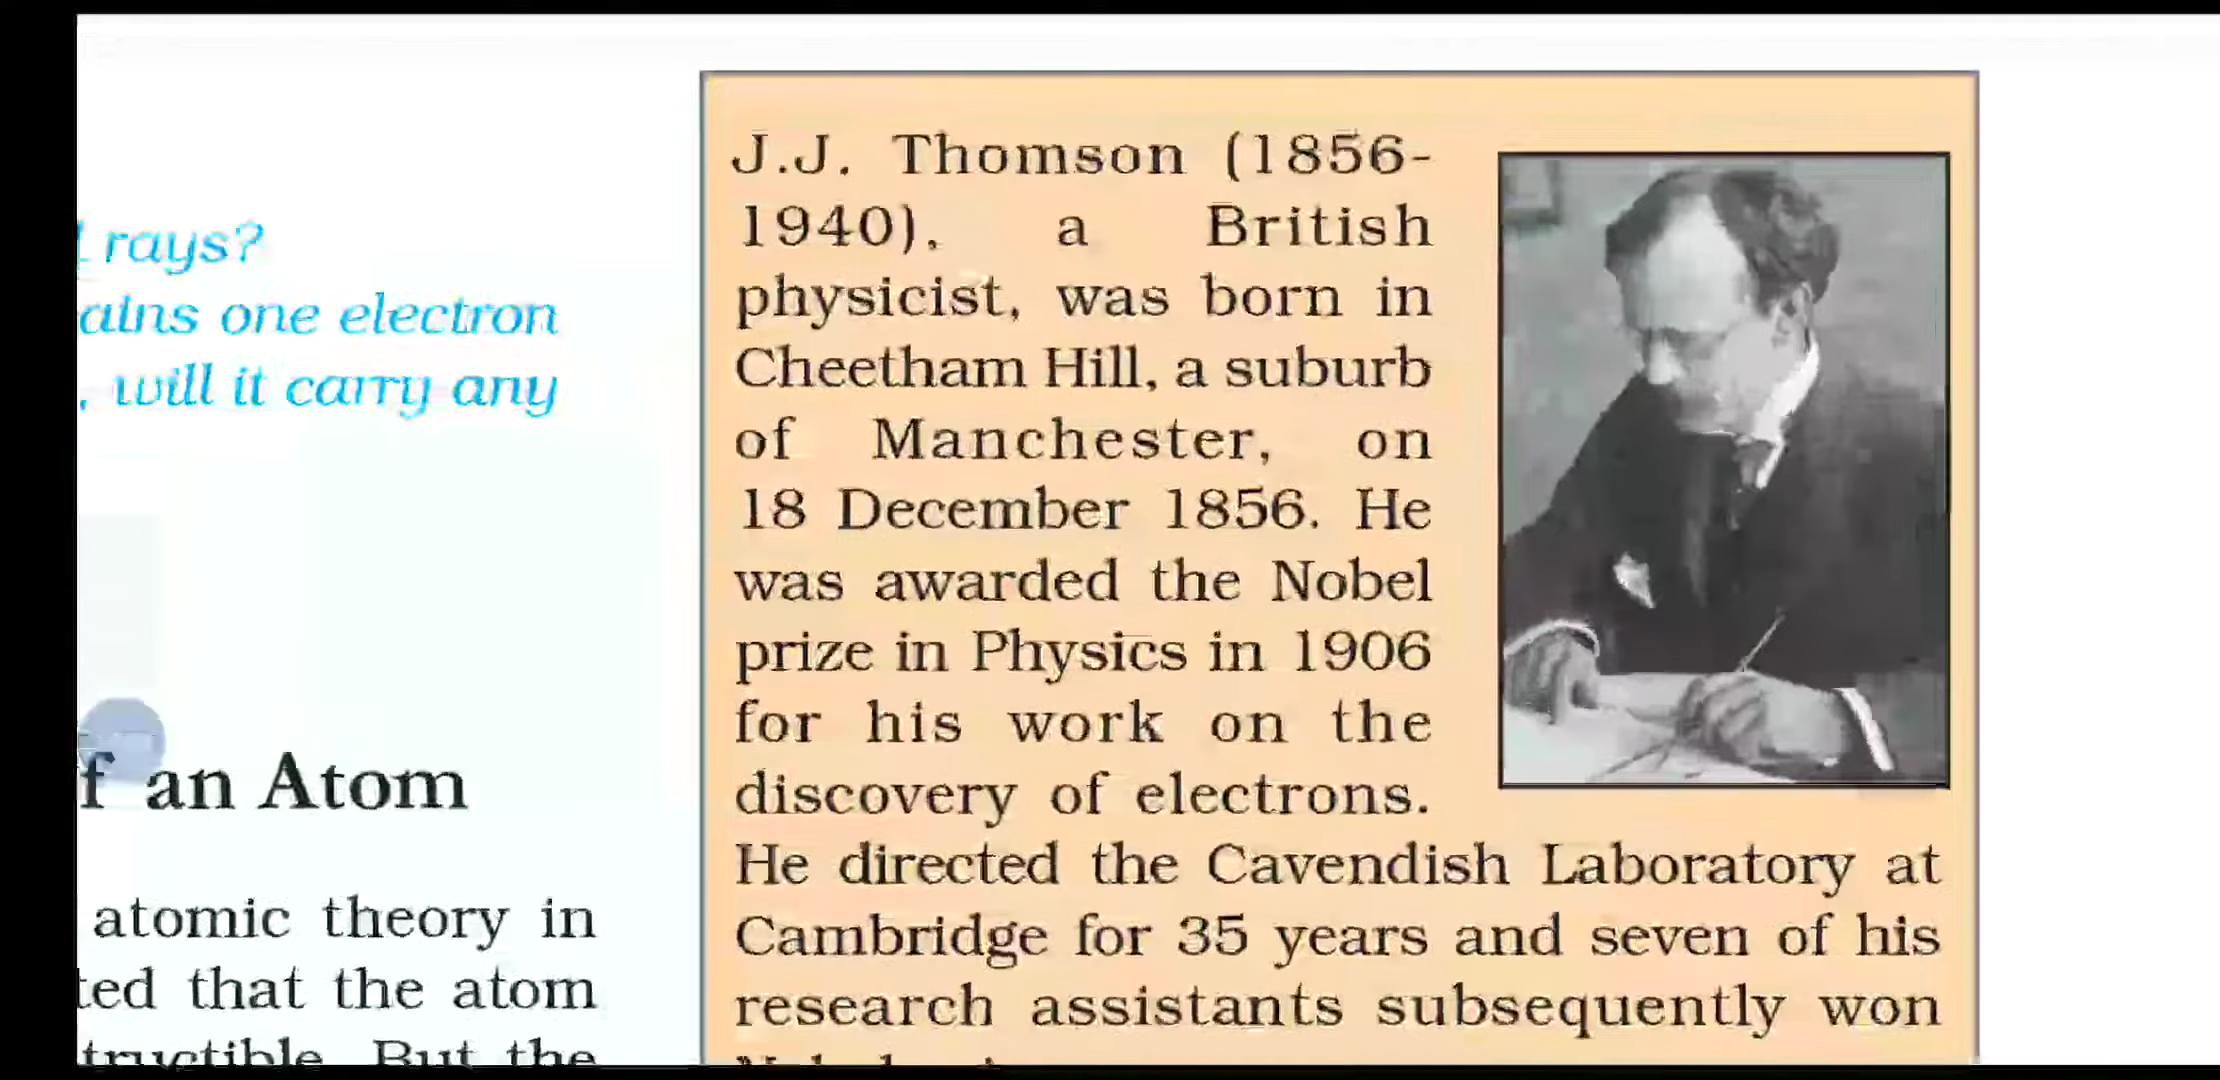 rays?
ains one electron
, will it carry any
f an Atom
atomic theory in
ted that the atom
tructible. But the
J.J. Thomson (1856-
1940), a British
physicist, was born in
Cheetham Hill, a suburb
of Manchester, on
18 December 1856. He
was awarded the Nobel
prize in Physics in 1906
for his work on the
discovery of electrons.
He directed the Cavendish Laboratory at
Cambridge for 35 years and seven of his
research assistants subsequently won